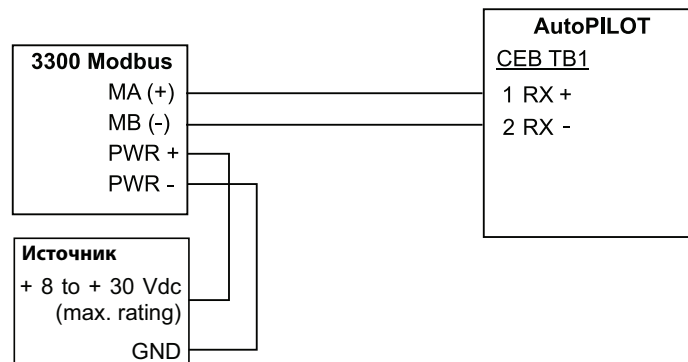 3300 Modbus
MA (+)
MB (-)
PWR +
PWR -
Источник
+ 8 to + 30 Vdc
(max. rating)
GND
AutoPILOT
CEB TB1
1 RX +
2 RX -